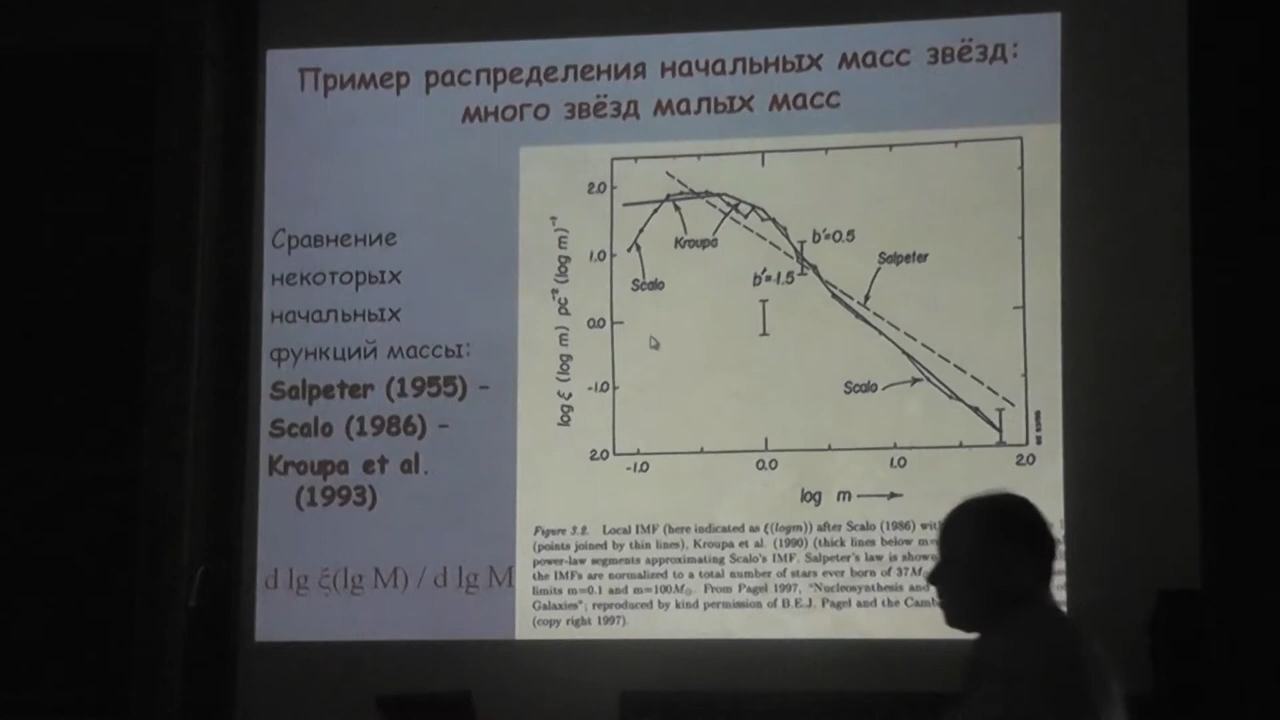 Пример распределения начальных масс звёзд:
много звёзд малых масс
Сравнение
некоторых
начальных
функций массы:
Salpeter (1955) -
Scalo (1986) -
Kroupa et al.
(1993)
d lg ξ(lg M) / d lg M
log ξ (log m) pc⁻² (log m)⁻¹
2.0
1.0
0.0
-1.0
2.0
-1.0
0.0
1.0
2.0
log m
Kroupa
Scalo
b'=0.5
b'=1.5
Salpeter
Scalo
Figure 3.2. Local IMF (here indicated as ξ(logm)) after Scalo (1986)
(points joined by thin lines), Kroupa et al. (1990) (thick lines below m=
power-law segments approximating Scalo's IMF. Salpeter's law is
the IMFs are normalized to a total number of stars ever born of 37M
limits m=0.1 and m=100M☉. From Pagel 1997, "Nucleosynthesis and
Galaxies"; reproduced by kind permission of B.E.J. Pagel and the
(copy right 1997).